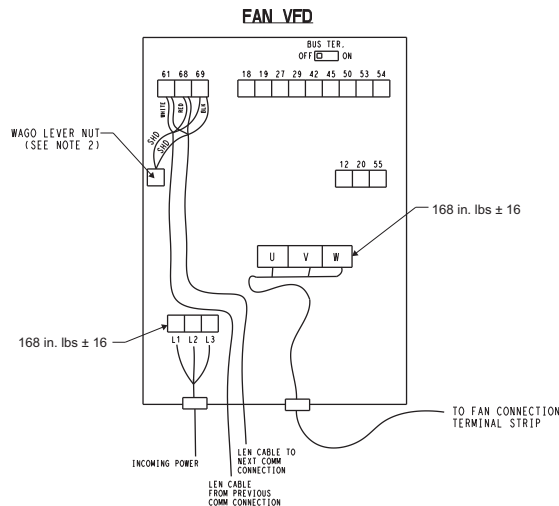 FAN VFD
BUS TER.
OFF ON
61 68 69
18 19 27 29 42 45 50 53 54
WHITE
RED
BLK
SHD
SHD
WAGO LEVER NUT
(SEE NOTE 2)
12 20 55
168 in. lbs ± 16
U V W
168 in. lbs ± 16
L1 L2 L3
TO FAN CONNECTION
TERMINAL STRIP
INCOMING POWER
LEN CABLE TO
NEXT COMM
CONNECTION
LEN CABLE
FROM PREVIOUS
COMM CONNECTION